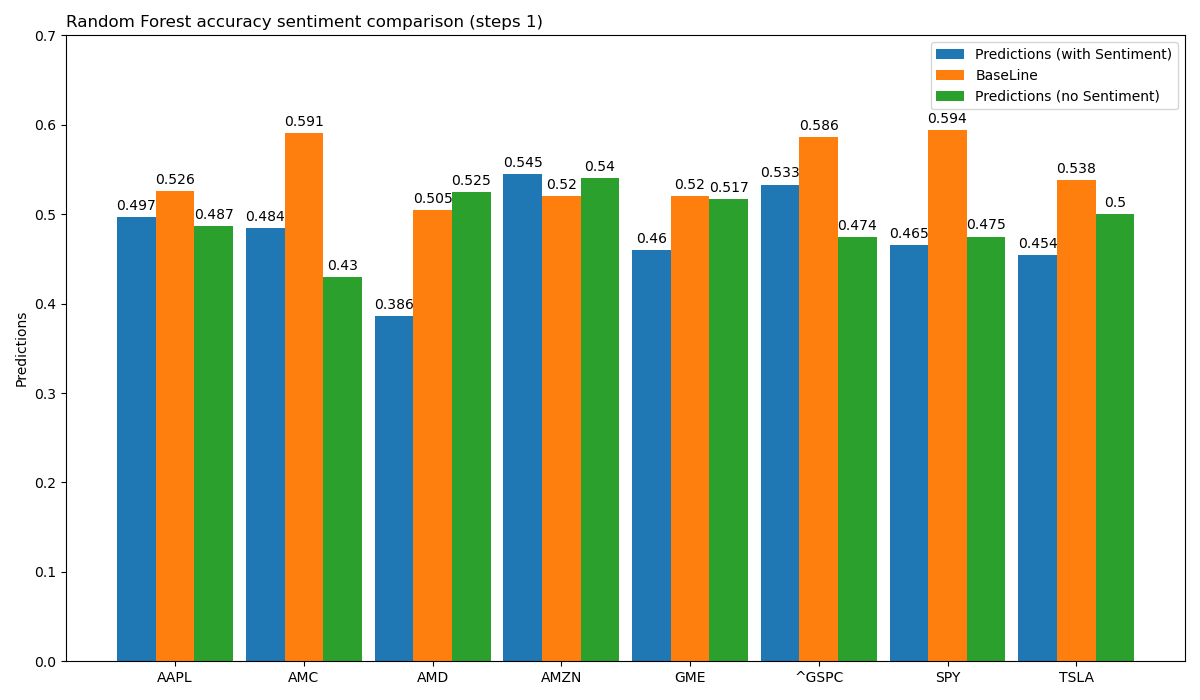 Random Forest accuracy sentiment comparison (steps 1)
Predictions (with Sentiment)
BaseLine
Predictions (no Sentiment)
Predictions
0.7
0.6
0.5
0.4
0.3
0.2
0.1
0.0
0.497
0.526
0.487
0.484
0.591
0.43
0.386
0.505
0.525
0.545
0.52
0.54
0.46
0.52
0.517
0.533
0.586
0.474
0.465
0.594
0.475
0.454
0.538
0.5
AAPL
AMC
AMD
AMZN
GME
^GSPC
SPY
TSLA